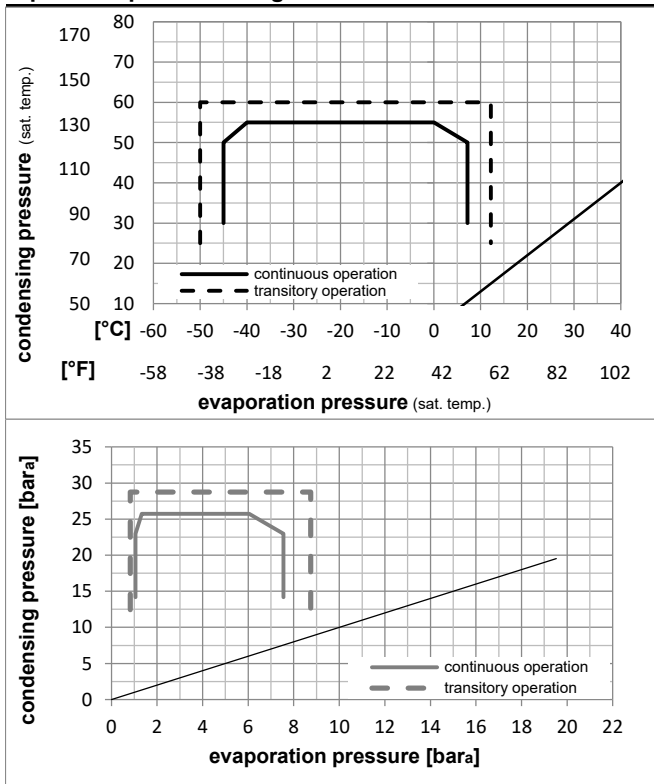 170 80
150 70
130 60
110 50
90 40
30
70 20
50 10
condensing pressure (sat. temp.)
continuous operation
transitory operation
[°C] -60 -50 -40 -30 -20 -10 0 10 20 30 40
[°F] -58 -38 -18 2 22 42 62 82 102
evaporation pressure (sat. temp.)
35
30
25
20
15
10
5
0
condensing pressure [bara]
continuous operation
transitory operation
0 2 4 6 8 10 12 14 16 18 20 22
evaporation pressure [bara]